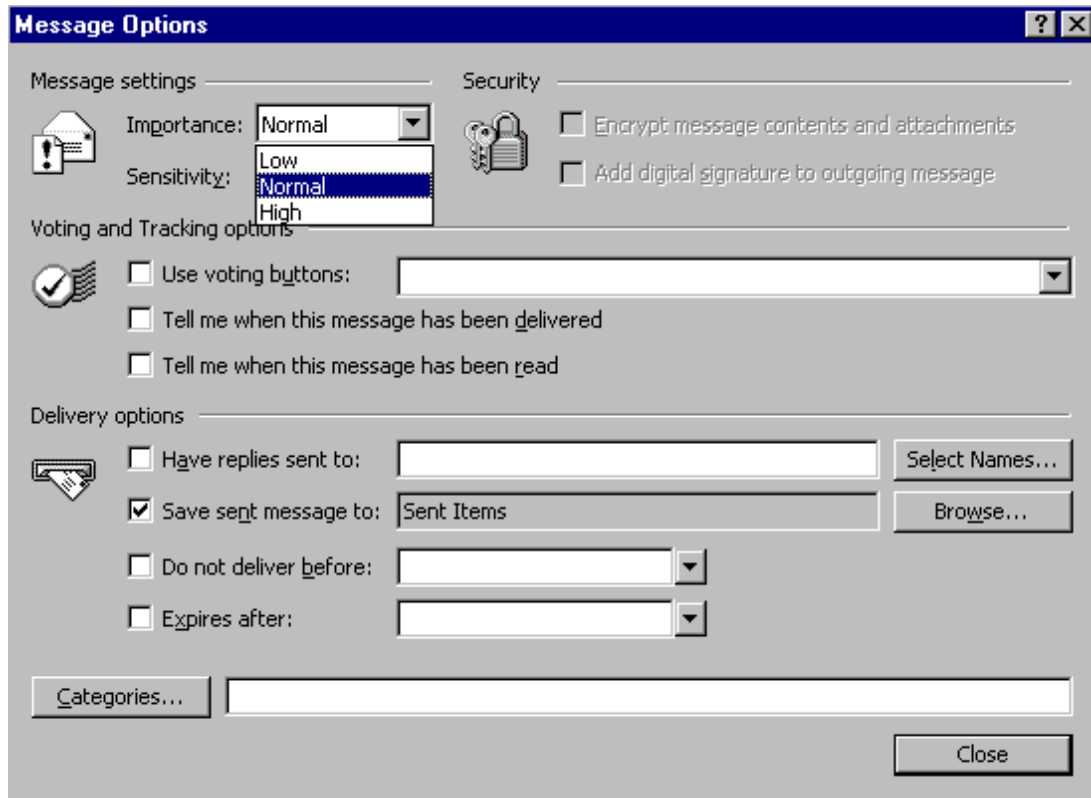 Message Options
Message settings
Security
Importance: Normal
Low
Normal
High
Sensitivity:
Encrypt message contents and attachments
Add digital signature to outgoing message
Voting and Tracking options
Use voting buttons:
Tell me when this message has been delivered
Tell me when this message has been read
Delivery options
Have replies sent to:
Select Names...
Save sent message to: Sent Items
Browse...
Do not deliver before:
Expires after:
Categories...
Close